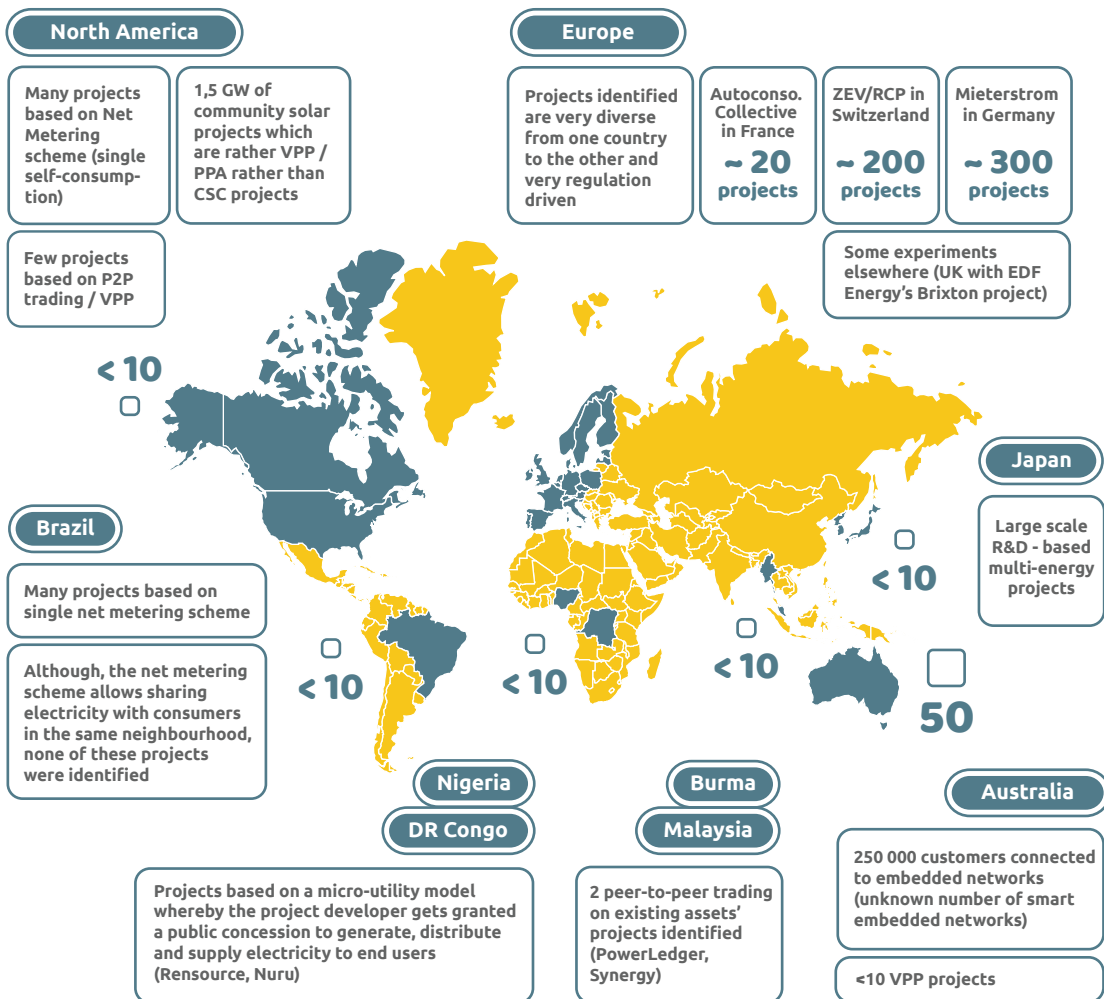 North America
Many projects
based on Net
Metering
scheme (single
self-consump-
tion)
1,5 GW of
community solar
projects which
are rather VPP /
PPA rather than
CSC projects
Few projects
based on P2P
trading / VPP
< 10
Europe
Projects identified
are very diverse
from one country
to the other and
very regulation
driven
Autoconso.
Collective
in France
~ 20
projects
ZEV/RCP in
Switzerland
~ 200
projects
Mieterstrom
in Germany
~ 300
projects
Some experiments
elsewhere (UK with EDF
Energy's Brixton project)
Japan
Large scale
R&D - based
multi-energy
projects
< 10
Brazil
Many projects based on
single net metering scheme
Although, the net metering
scheme allows sharing
electricity with consumers
in the same neighbourhood,
none of these projects
were identified
< 10
< 10
< 10
50
Nigeria
DR Congo
Projects based on a micro-utility model
whereby the project developer gets granted
a public concession to generate, distribute
and supply electricity to end users
(Rensource, Nuru)
Burma
Malaysia
2 peer-to-peer trading
on existing assets'
projects identified
(PowerLedger,
Synergy)
Australia
250 000 customers connected
to embedded networks
(unknown number of smart
embedded networks)
<10 VPP projects